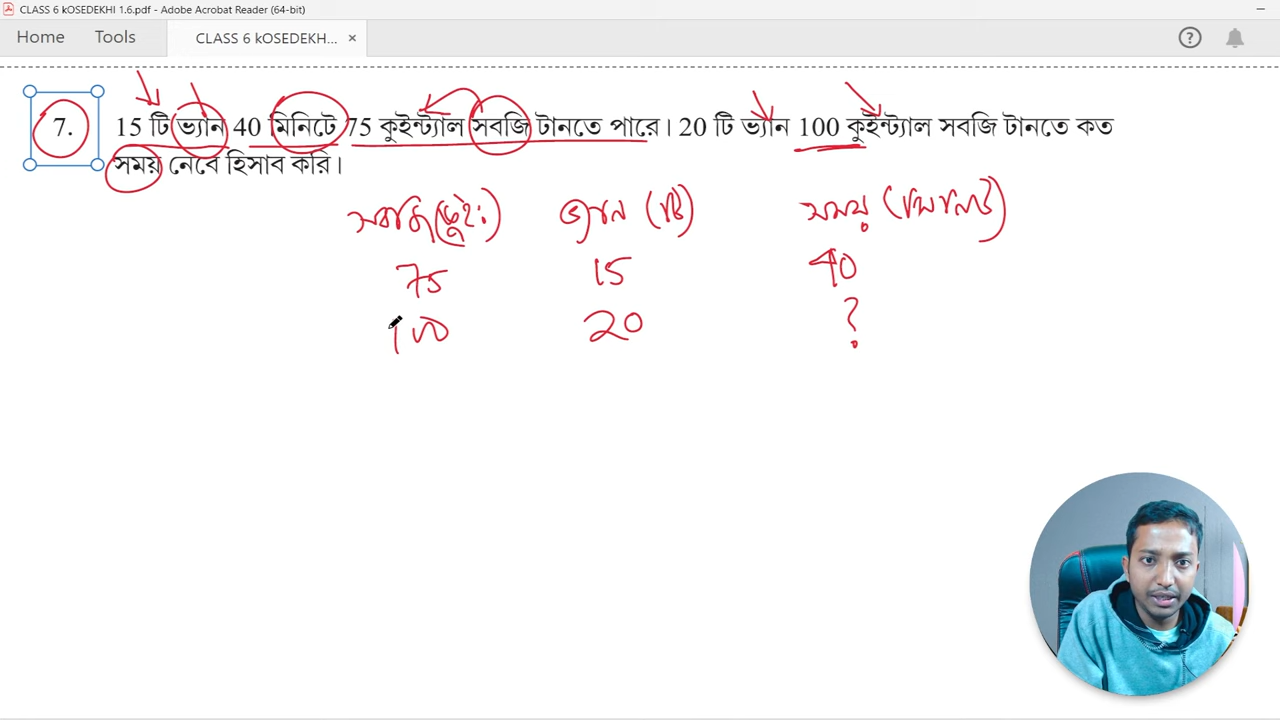 CLASS 6 kOSEDEKHI 1.6.pdf - Adobe Acrobat Reader (64-bit)
Home Tools CLASS 6 kOSEDEKH... ×
7. 15 টি ভ্যান 40 মিনিটে 75 কুইন্ট্যাল সবজি টানতে পারে। 20 টি ভ্যান 100 কুইন্ট্যাল সবজি টানতে কত
সময় নেবে হিসাব করি।
সবজি (কুইঃ) ভ্যান (টি) সময় (মিনিট)
75 15 40
100 20 ?